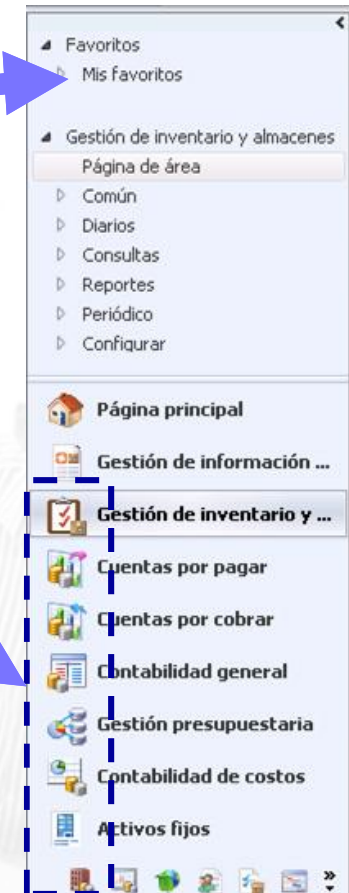 Favoritos
Mis favoritos
Gestión de inventario y almacenes
Página de área
Común
Diarios
Consultas
Reportes
Periódico
Configurar
Página principal
Gestión de información ...
Gestión de inventario y ...
Cuentas por pagar
Cuentas por cobrar
Contabilidad general
Gestión presupuestaria
Contabilidad de costos
Activos fijos